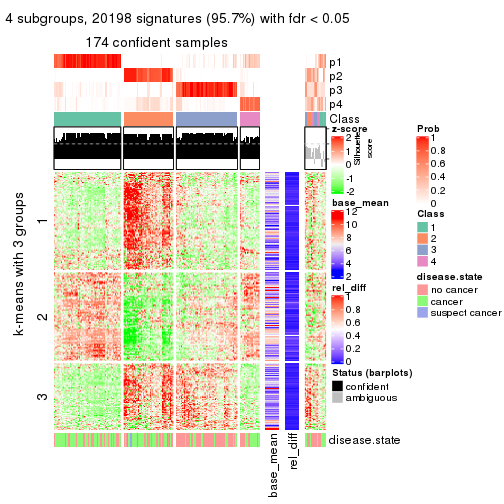 4 subgroups, 20198 signatures (95.7%) with fdr < 0.05
174 confident samples
p1
p2
p3
p4
Class
Silhouette
score
k-means with 3 groups
1
2
3
disease.state
base_mean
rel_diff
z-score
2
1
0
-1
-2
base_mean
12
10
8
6
4
2
rel_diff
1
0.8
0.6
0.4
0.2
0
Status (barplots)
confident
ambiguous
Prob
1
0.8
0.6
0.4
0.2
0
Class
1
2
3
4
disease.state
no cancer
cancer
suspect cancer